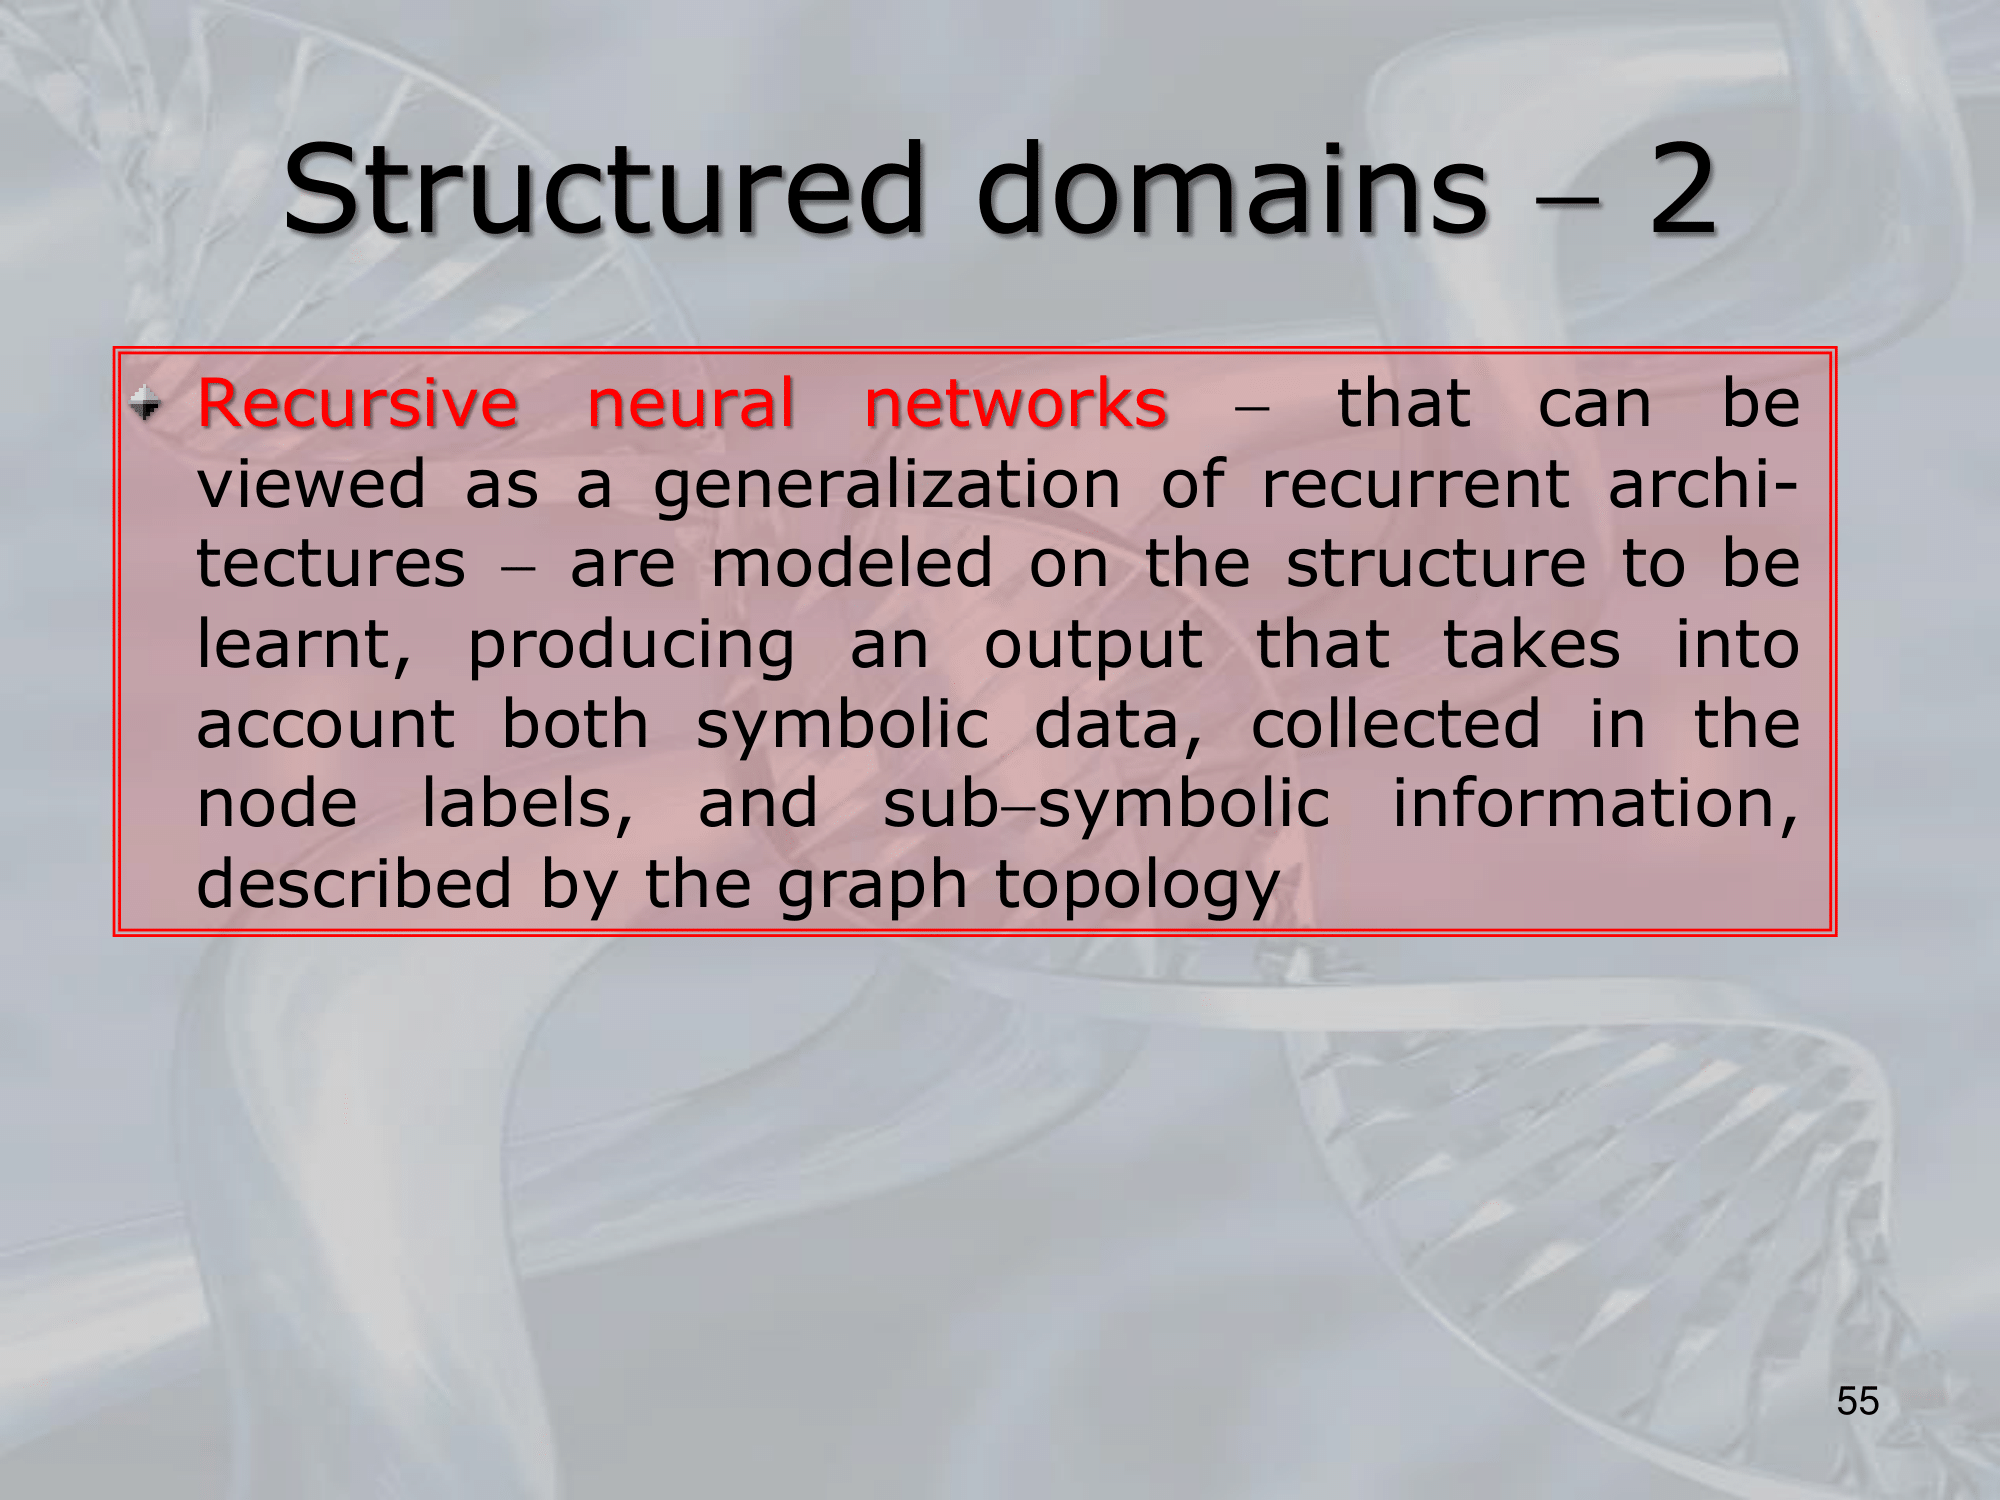 Structured domains – 2
Recursive neural networks – that can be
viewed as a generalization of recurrent archi-
tectures – are modeled on the structure to be
learnt, producing an output that takes into
account both symbolic data, collected in the
node labels, and sub–symbolic information,
described by the graph topology
55